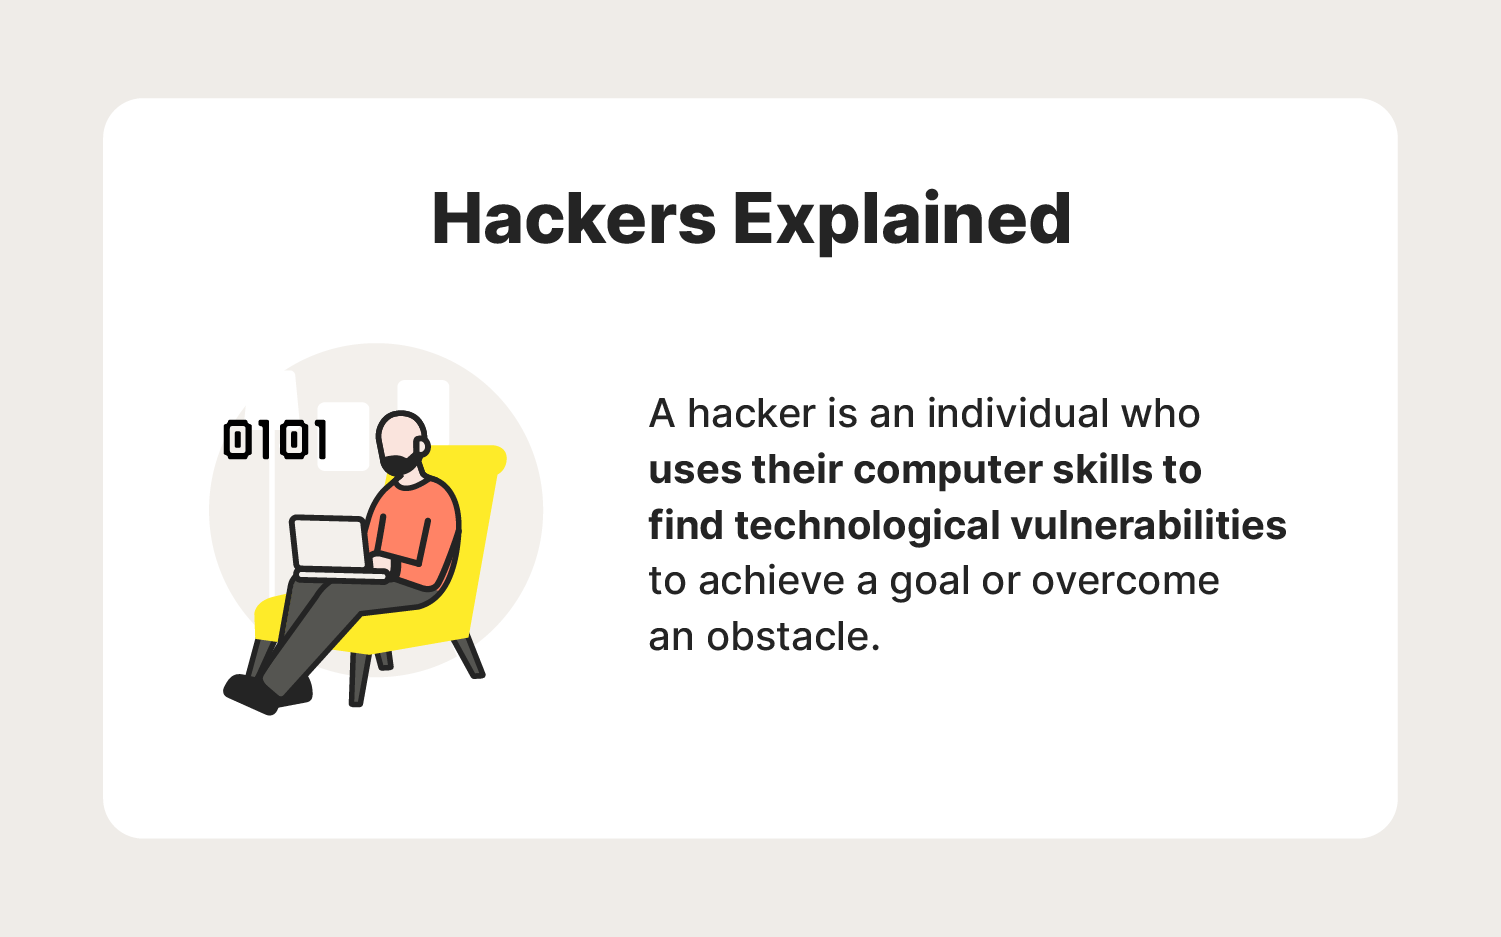 Hackers Explained
0101
A hacker is an individual who
uses their computer skills to
find technological vulnerabilities
to achieve a goal or overcome
an obstacle.